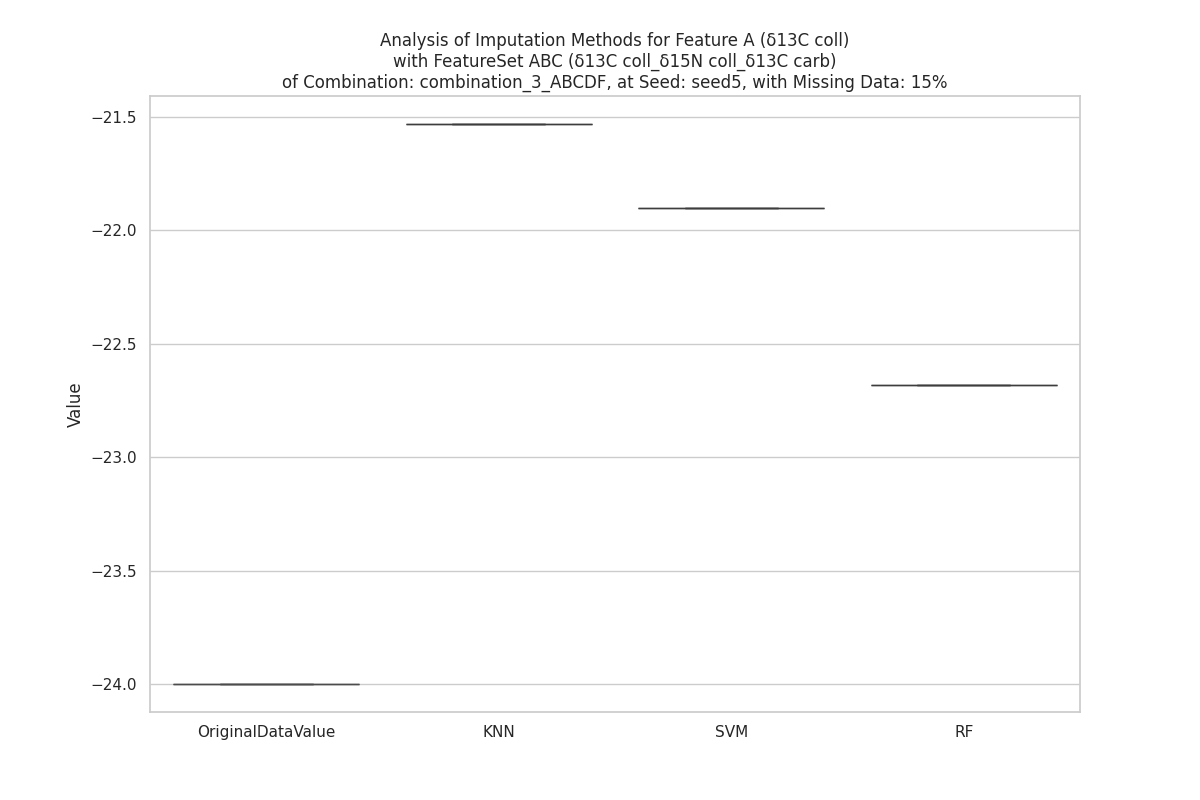 Analysis of Imputation Methods for Feature A (δ13C coll)
with FeatureSet ABC (δ13C coll_δ15N coll_δ13C carb)
of Combination: combination_3_ABCDF, at Seed: seed5, with Missing Data: 15%
Value
−21.5
−22.0
−22.5
−23.0
−23.5
−24.0
OriginalDataValue
KNN
SVM
RF